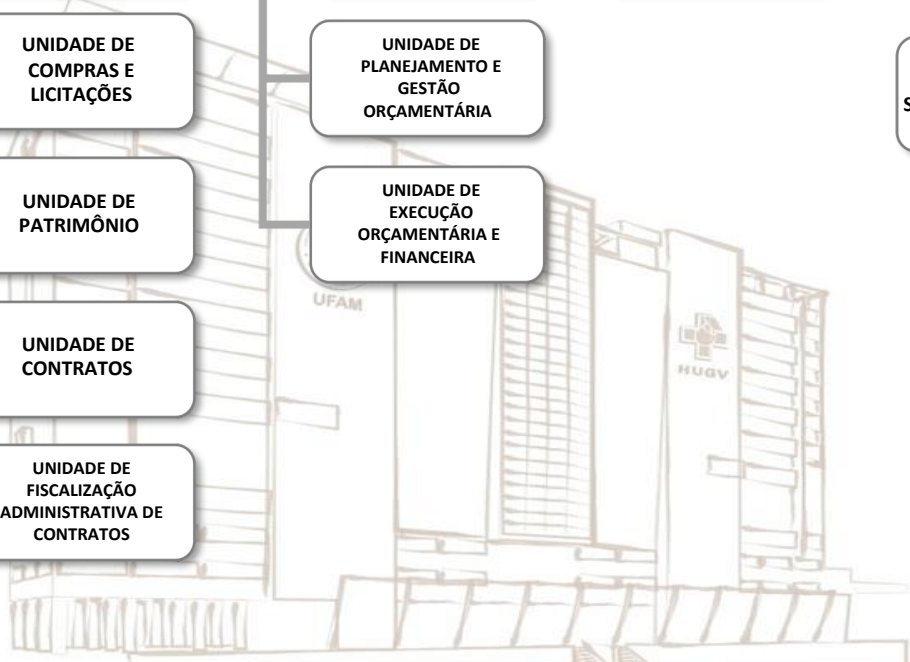 UNIDADE DE
COMPRAS E
LICITAÇÕES
UNIDADE DE
PATRIMÔNIO
UNIDADE DE
CONTRATOS
UNIDADE DE
FISCALIZAÇÃO
ADMINISTRATIVA DE
CONTRATOS
UNIDADE DE
PLANEJAMENTO E
GESTÃO
ORÇAMENTÁRIA
UNIDADE DE
EXECUÇÃO
ORÇAMENTÁRIA E
FINANCEIRA
UFAM
HUGV